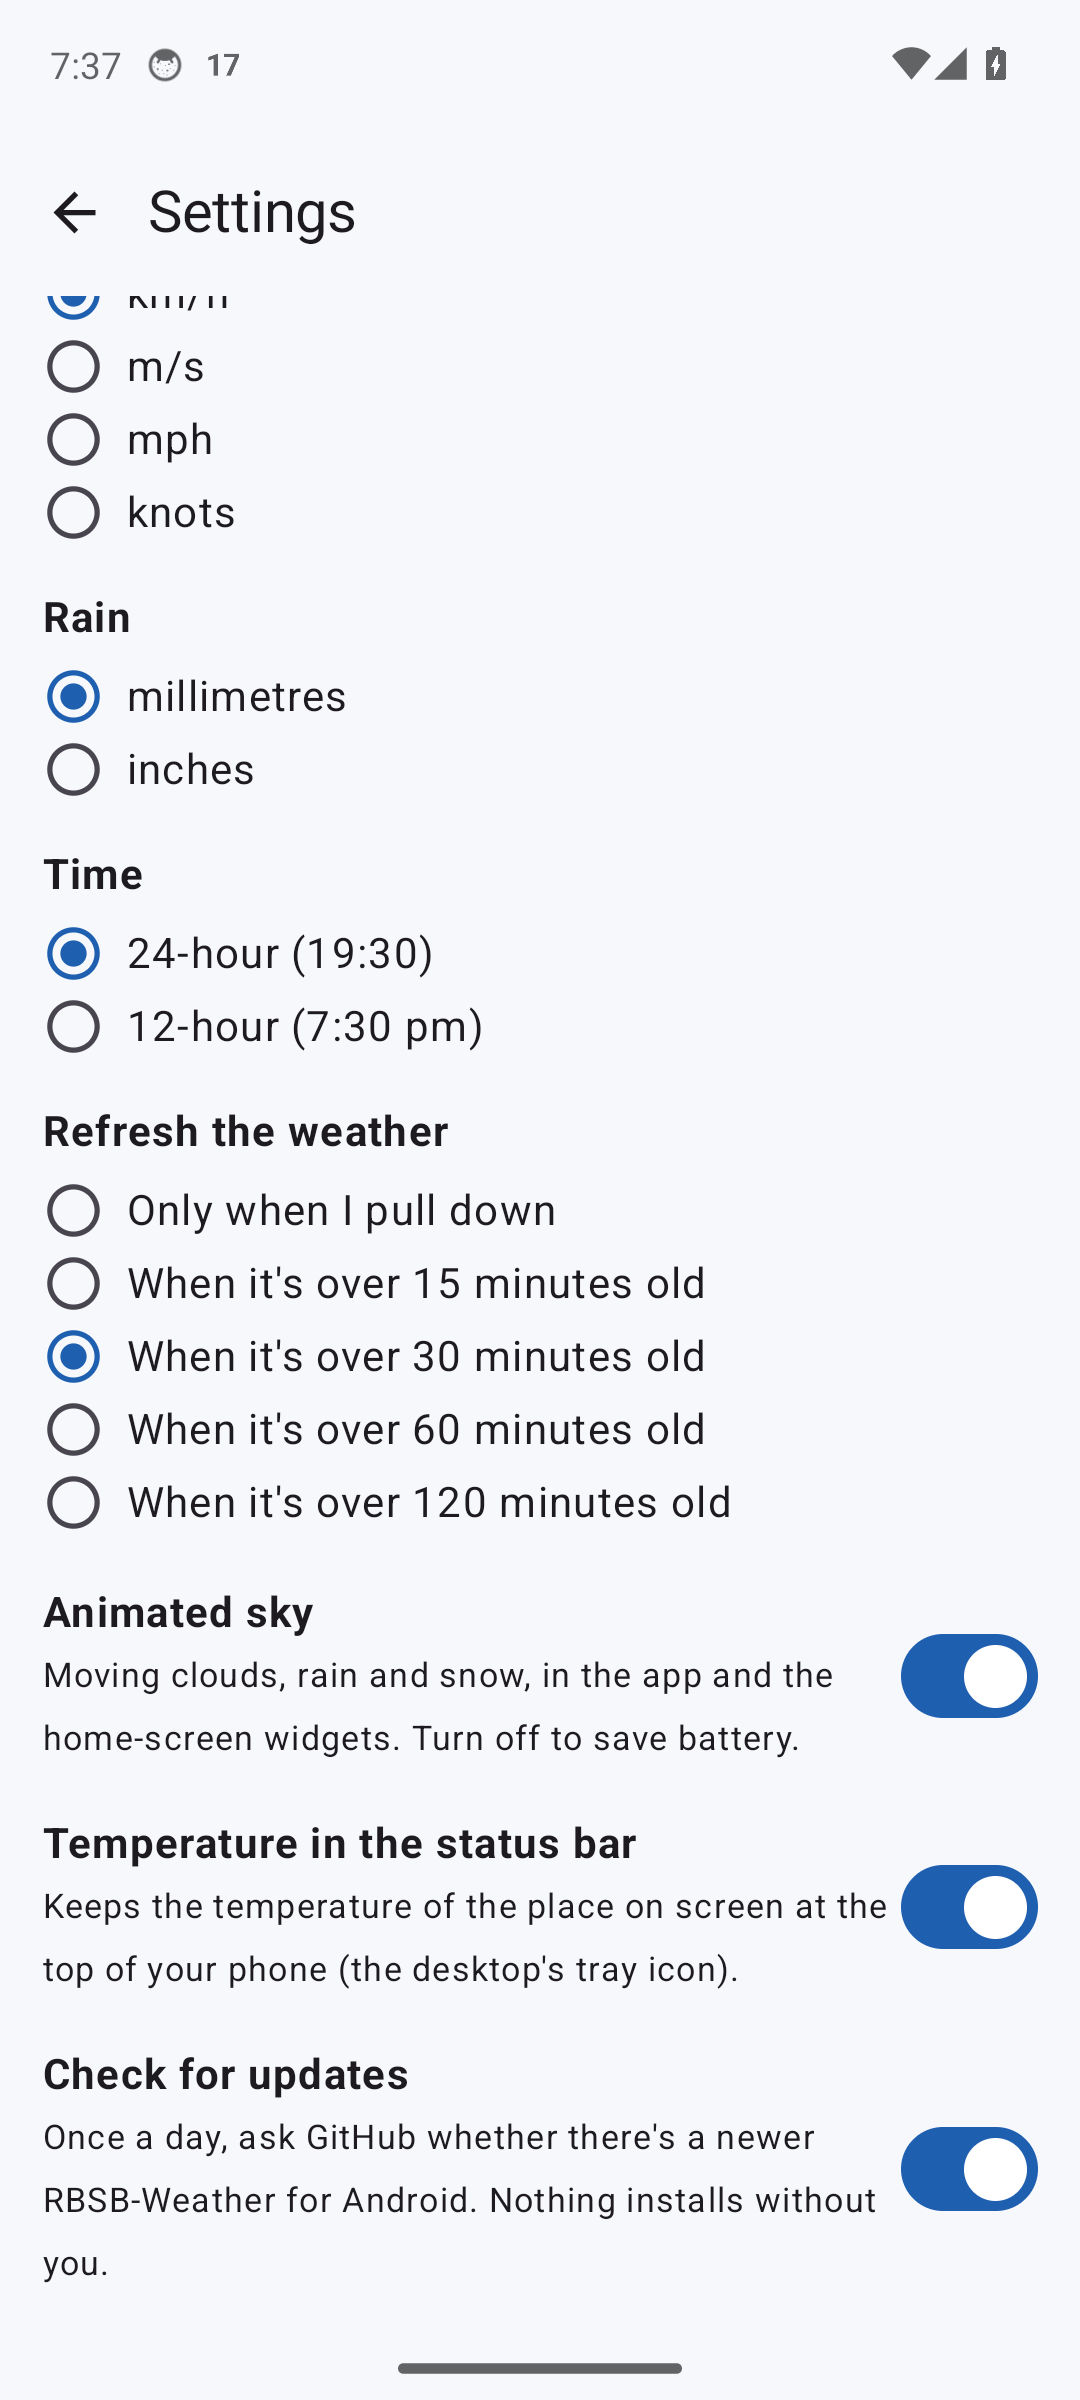 7:37 17
Settings
km/h
m/s
mph
knots
Rain
millimetres
inches
Time
24-hour (19:30)
12-hour (7:30 pm)
Refresh the weather
Only when I pull down
When it's over 15 minutes old
When it's over 30 minutes old
When it's over 60 minutes old
When it's over 120 minutes old
Animated sky
Moving clouds, rain and snow, in the app and the
home-screen widgets. Turn off to save battery.
Temperature in the status bar
Keeps the temperature of the place on screen at the
top of your phone (the desktop's tray icon).
Check for updates
Once a day, ask GitHub whether there's a newer
RBSB-Weather for Android. Nothing installs without
you.